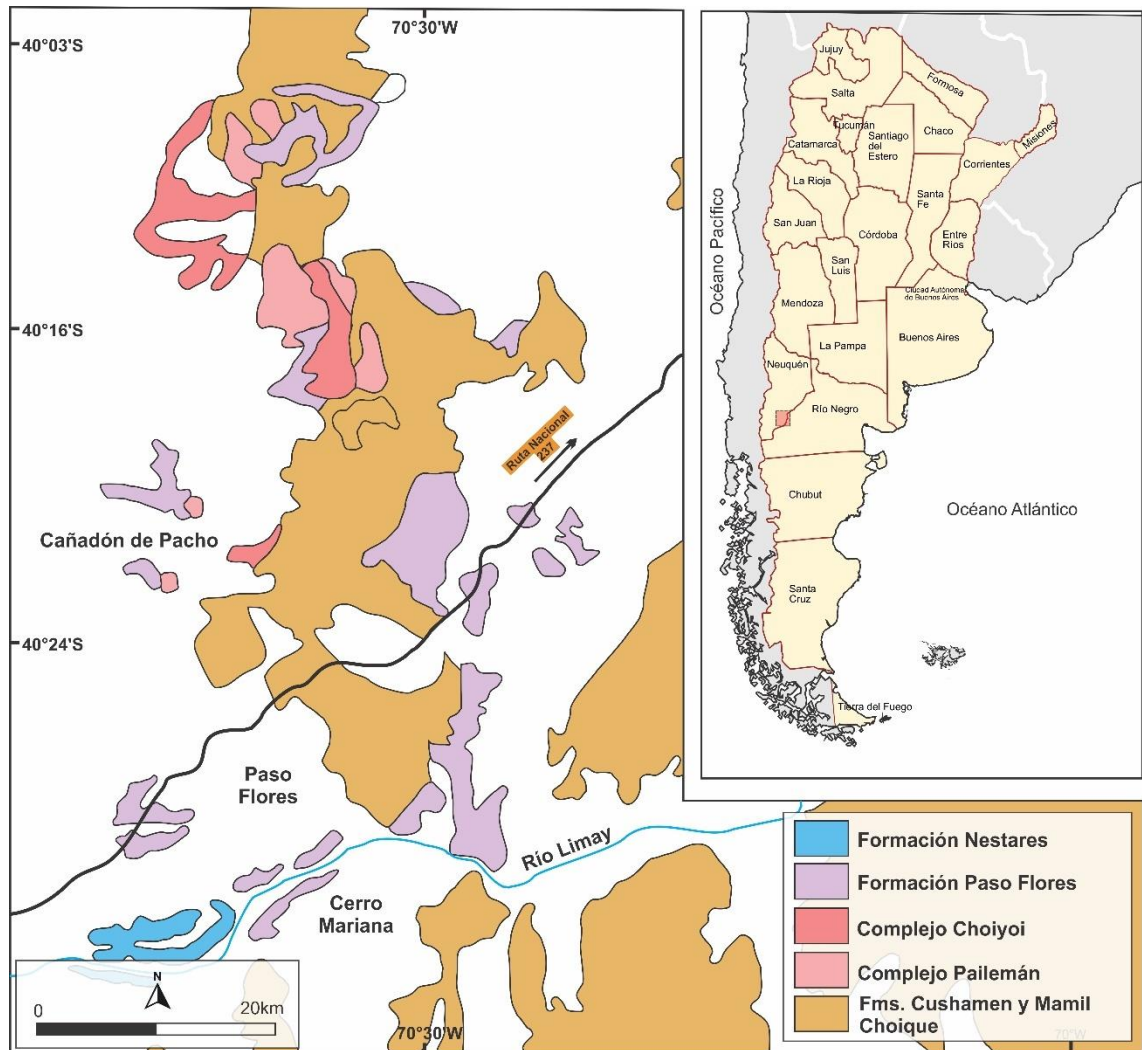 70°30'W
40°03'S
40°16'S
Ruta Nacional
237
Cañadón de Pacho
40°24'S
Paso
Flores
Río Limay
Cerro
Mariana
N
0
20km
70°30'W
70°W
Océano Pacífico
Océano Atlántico
Jujuy
Salta
Formosa
Tucumán
Catamarca
Santiago
del
Estero
Chaco
Misiones
Corrientes
La Rioja
Santa
Fe
San Juan
Córdoba
Entre
Ríos
San
Luis
Mendoza
Ciudad Autónoma
de Buenos Aires
Buenos Aires
La Pampa
Neuquén
Río Negro
Chubut
Santa
Cruz
Tierra del Fuego
Formación Nestares
Formación Paso Flores
Complejo Choiyoi
Complejo Pailemán
Fms. Cushamen y Mamil
Choique